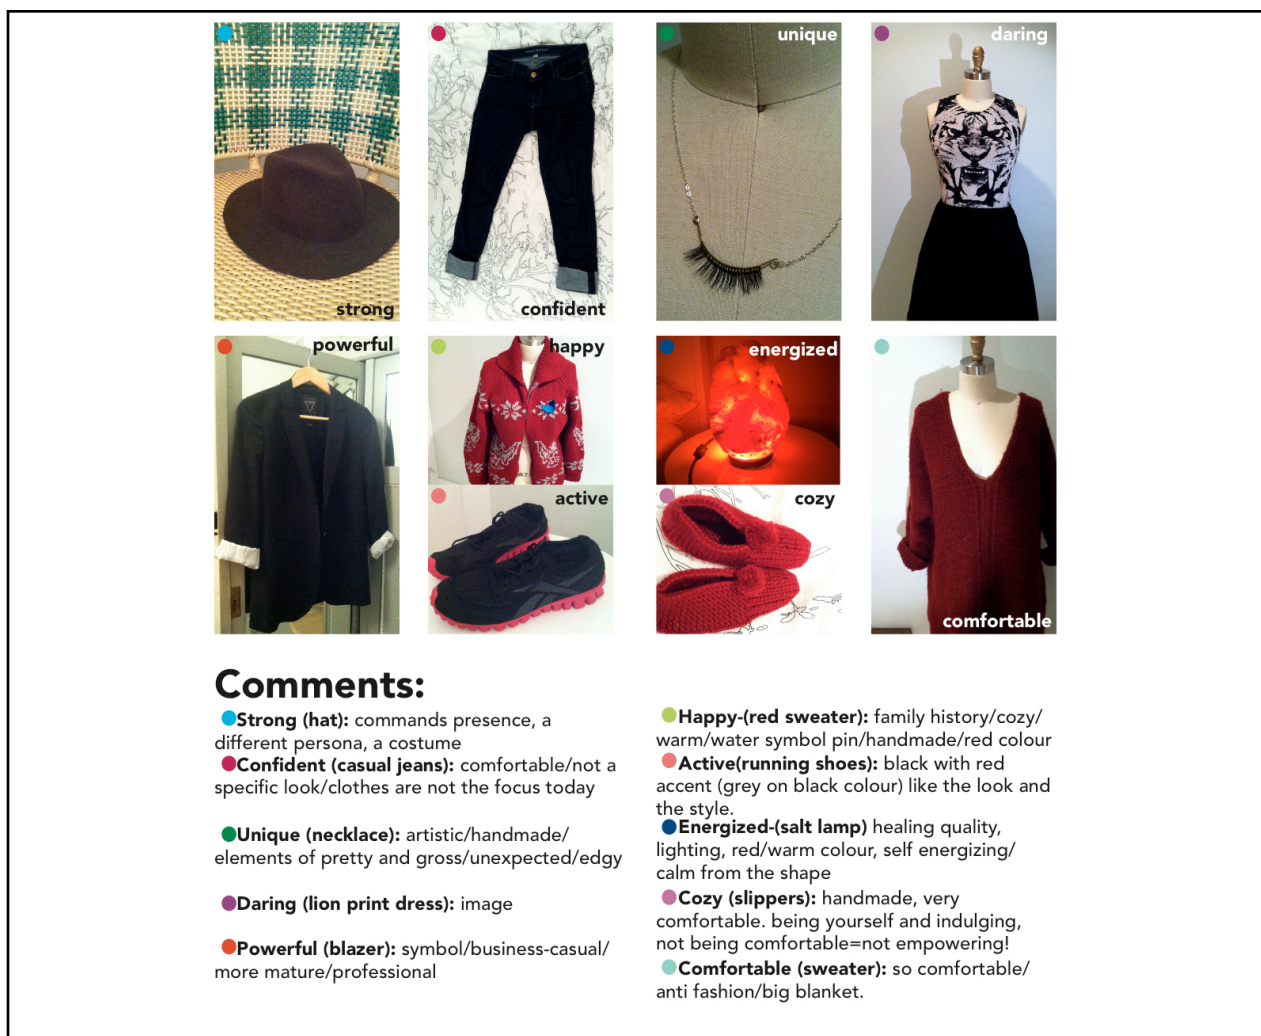 strong
confident
unique
daring
powerful
happy
energized
active
cozy
comfortable
Comments:
Strong (hat): commands presence, a
different persona, a costume
Confident (casual jeans): comfortable/not a
specific look/clothes are not the focus today
Unique (necklace): artistic/handmade/
elements of pretty and gross/unexpected/edgy
Daring (lion print dress): image
Powerful (blazer): symbol/business-casual/
more mature/professional
Happy-(red sweater): family history/cozy/
warm/water symbol pin/handmade/red colour
Active(running shoes): black with red
accent (grey on black colour) like the look and
the style.
Energized-(salt lamp) healing quality,
lighting, red/warm colour, self energizing/
calm from the shape
Cozy (slippers): handmade, very
comfortable. being yourself and indulging,
not being comfortable=not empowering!
Comfortable (sweater): so comfortable/
anti fashion/big blanket.